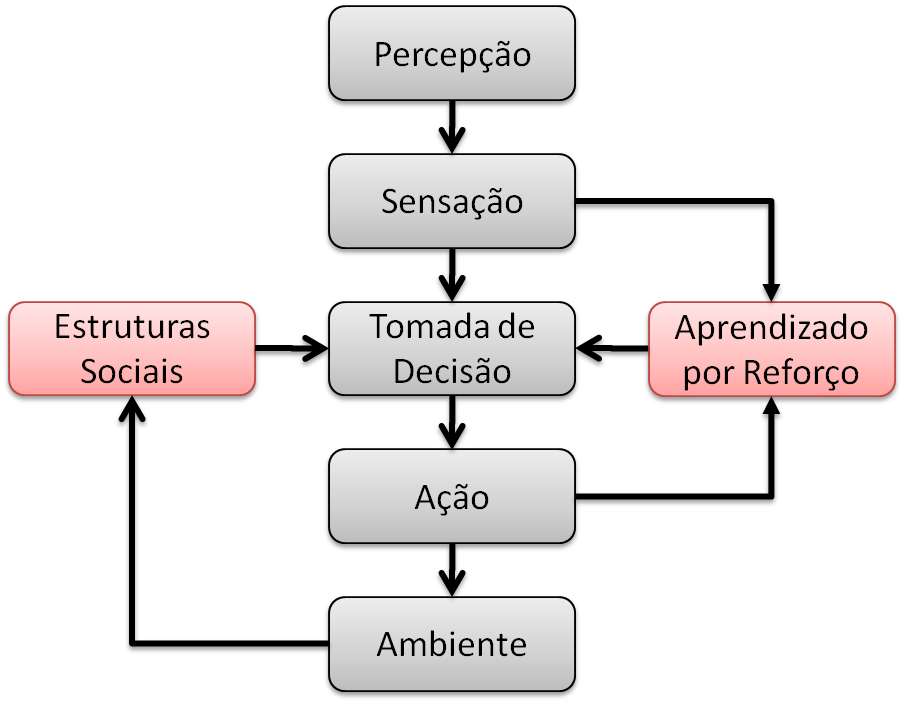 Percepção
Sensação
Estruturas
Sociais
Tomada de
Decisão
Aprendizado
por Reforço
Ação
Ambiente